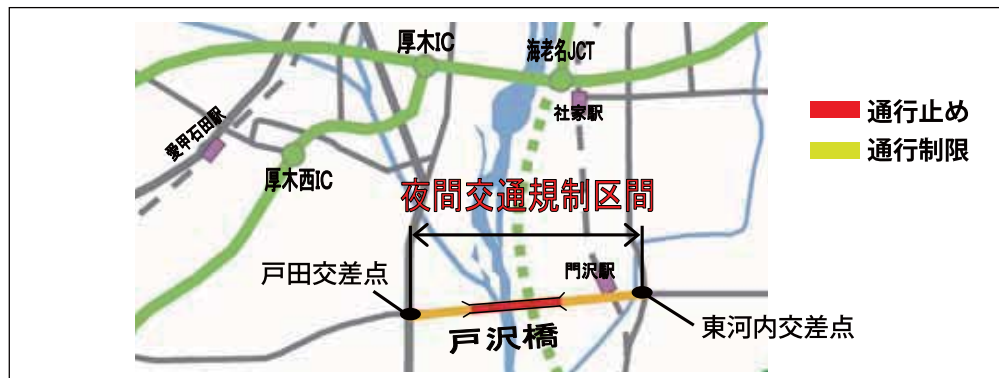 厚木IC
海老名JCT
社家駅
愛甲石田駅
厚木西IC
通行止め
通行制限
夜間交通規制区間
戸田交差点
門沢駅
戸沢橋
東河内交差点